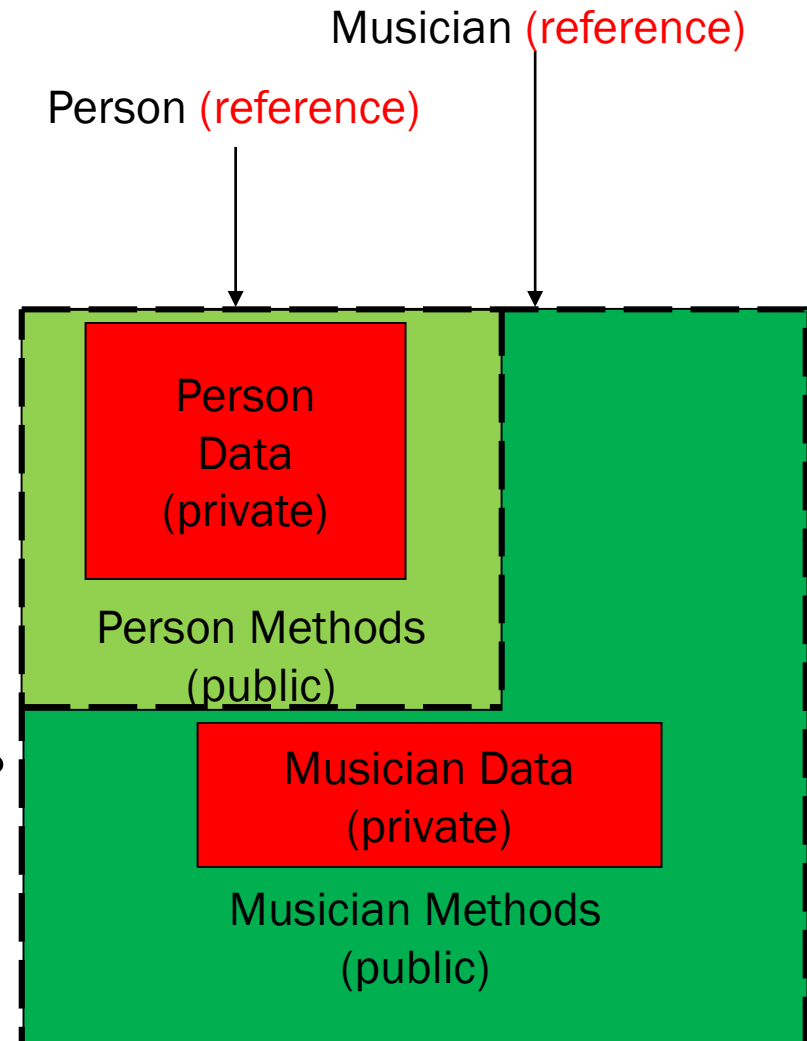 Musician (reference)
Person (reference)
Person
Data
(private)
Person Methods
(public)
Musician Data
(private)
Musician Methods
(public)